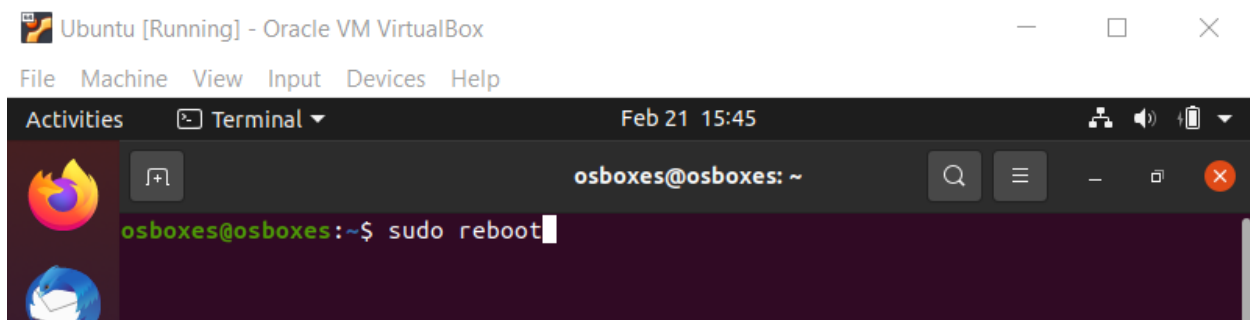 Ubuntu [Running] - Oracle VM VirtualBox
File Machine View Input Devices Help
Activities Terminal Feb 21 15:45
osboxes@osboxes: ~
osboxes@osboxes:~$ sudo reboot